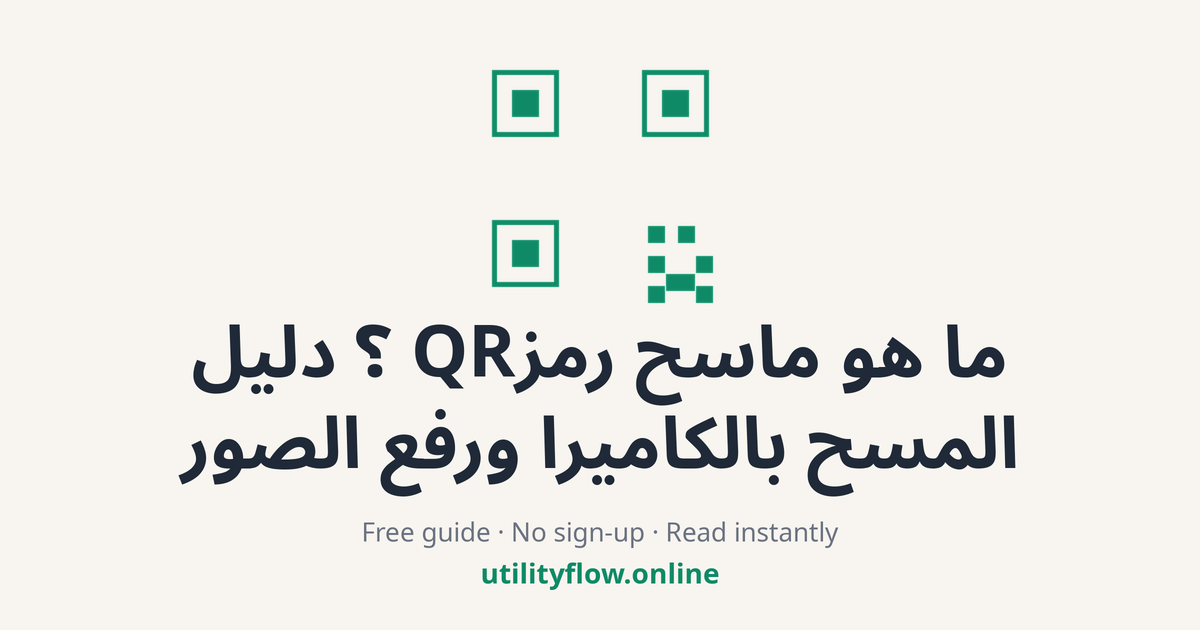 ما هو ماسح رمزQR ؟ دليل
المسح بالكاميرا ورفع الصور
Free guide · No sign-up · Read instantly
utilityflow.online